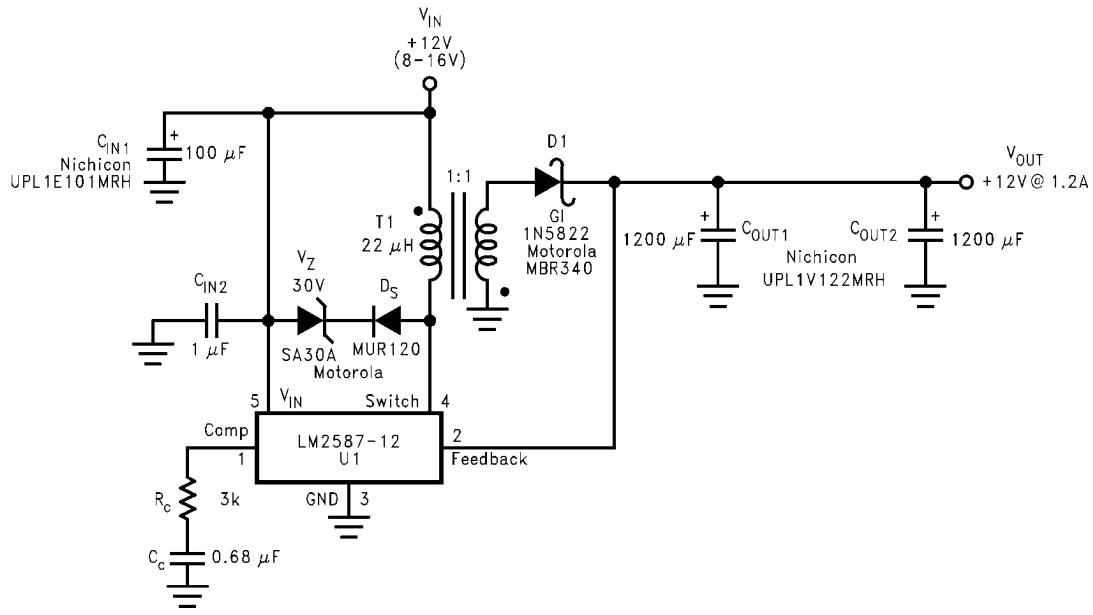 V_IN
+12V
(8-16V)
C_IN1
Nichicon
UPL1E101MRH
+
100 μF
1:1
T1
22 μH
D1
GI
1N5822
Motorola
MBR340
V_OUT
+12V@ 1.2A
+
1200 μF
C_OUT1
C_OUT2
+
1200 μF
Nichicon
UPL1V122MRH
C_IN2
1 μF
V_Z
30V
D_S
SA30A
MUR120
Motorola
5
V_IN
Switch
4
Comp
1
LM2587-12
U1
2
Feedback
GND
3
R_c
3k
C_c
0.68 μF